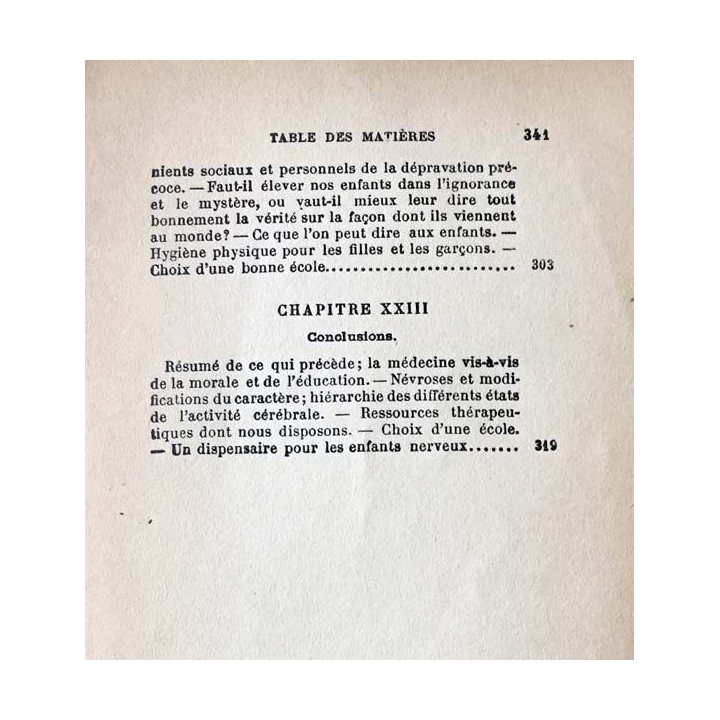 TABLE DES MATIÈRES 341
nients sociaux et personnels de la dépravation pré-
coce. — Faut-il élever nos enfants dans l'ignorance
et le mystère, ou vaut-il mieux leur dire tout
bonnement la vérité sur la façon dont ils viennent
au monde? — Ce que l'on peut dire aux enfants. —
Hygiène physique pour les filles et les garçons. —
Choix d'une bonne école.......................... 303
CHAPITRE XXIII
Conclusions.
Résumé de ce qui précède; la médecine vis-à-vis
de la morale et de l'éducation. — Névroses et modi-
fications du caractère; hiérarchie des différents états
de l'activité cérébrale. — Ressources thérapeu-
tiques dont nous disposons. — Choix d'une école.
— Un dispensaire pour les enfants nerveux....... 319